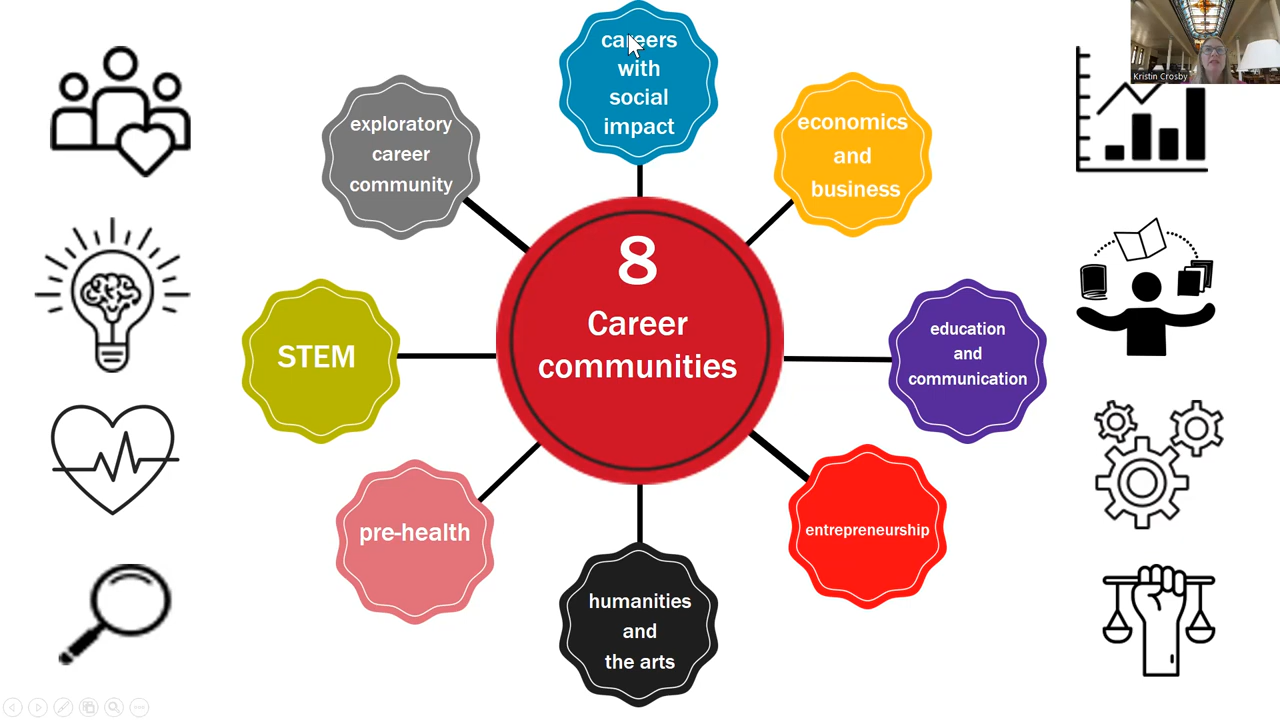 careers
with
social
impact
Kristin Crosby
exploratory
career
community
economics
and
business
8
Career
communities
STEM
education
and
communication
pre-health
entrepreneurship
humanities
and
the arts